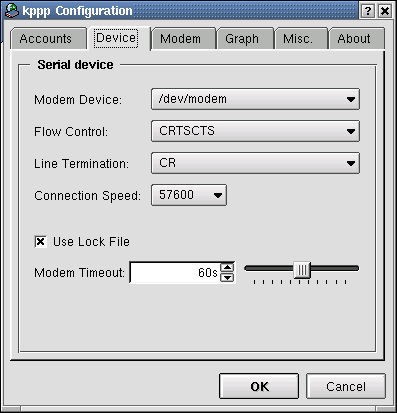 kppp Configuration
Accounts Device Modem Graph Misc. About
Serial device
Modem Device: /dev/modem
Flow Control: CRTSCTS
Line Termination: CR
Connection Speed: 57600
Use Lock File
Modem Timeout: 60s
OK Cancel